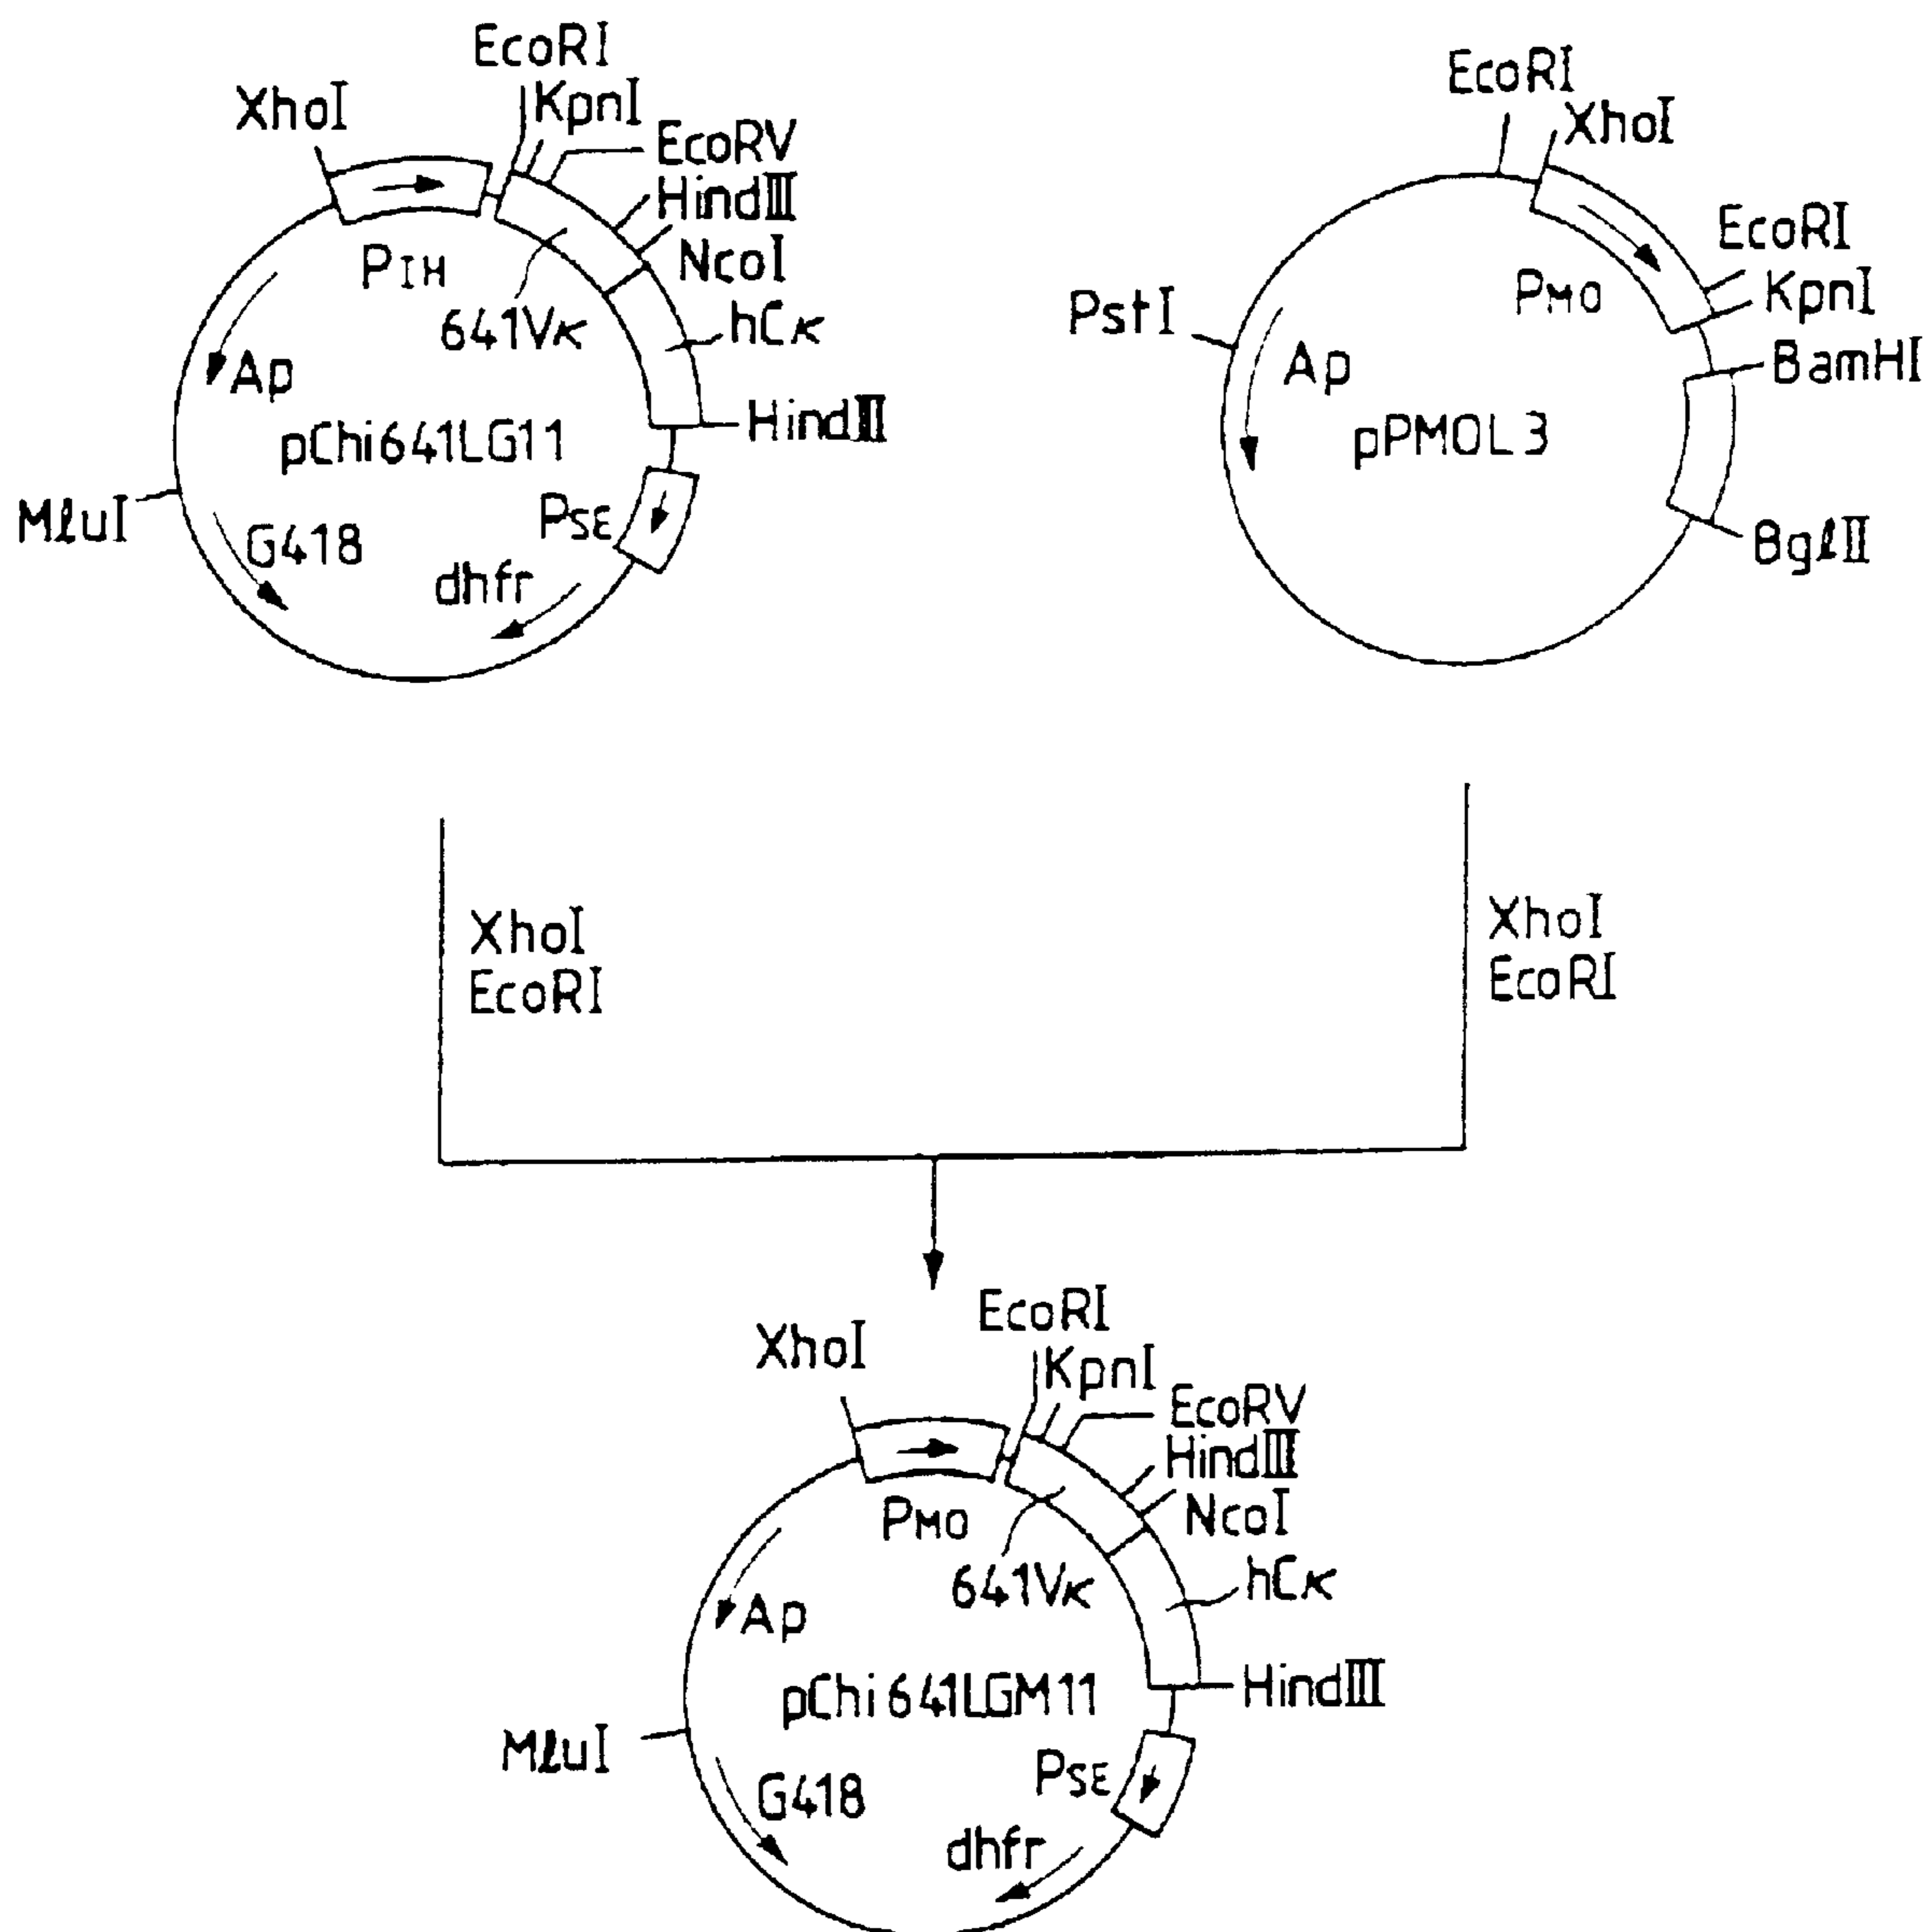 EcoRI
XhoI
KpnI
EcoRV
HindIII
NcoI
PIH
641Vκ
hCκ
Ap
pChi641LG11
HindIII
MluI
G418
PSE
dhfr
EcoRI
XhoI
EcoRI
PMO
KpnI
PstI
Ap
BamHI
pPMOL3
BglII
XhoI
EcoRI
XhoI
EcoRI
EcoRI
XhoI
KpnI
EcoRV
HindIII
NcoI
PMO
641Vκ
hCκ
Ap
pChi641LGM11
HindIII
MluI
G418
PSE
dhfr